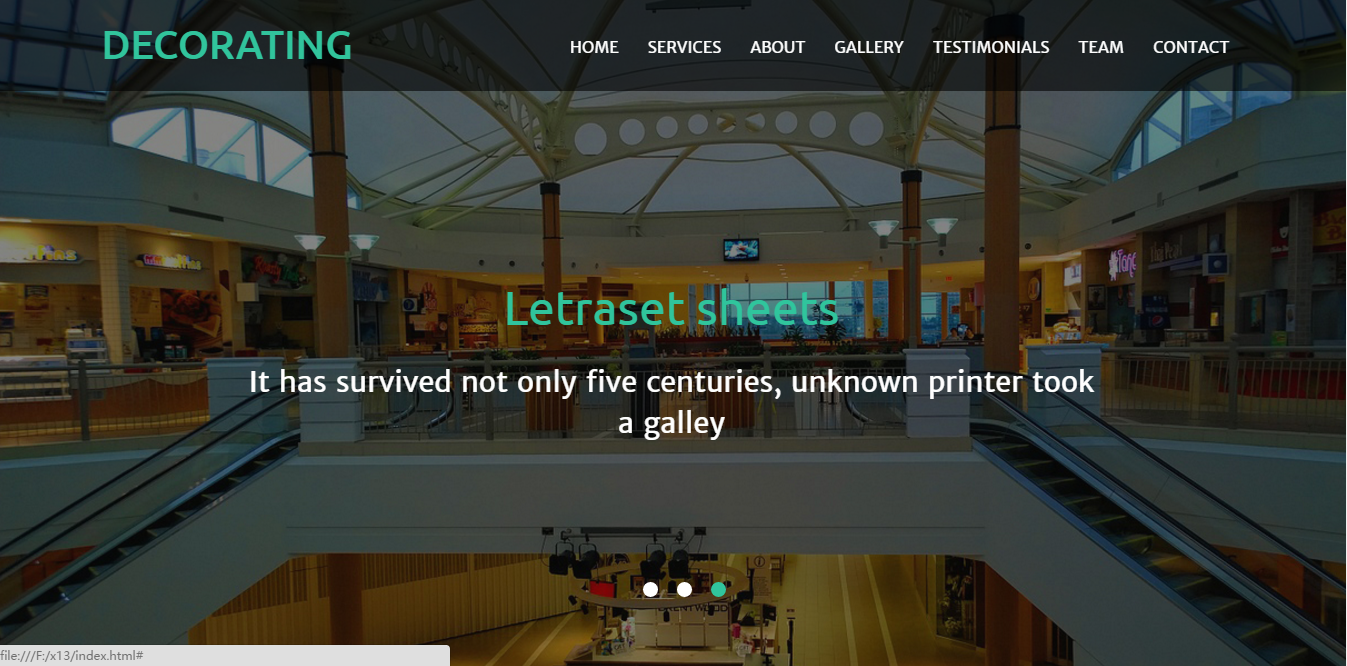 DECORATING
HOME SERVICES ABOUT GALLERY TESTIMONIALS TEAM CONTACT
Letraset sheets
It has survived not only five centuries, unknown printer took
a galley
file:///F:/x13/index.html#